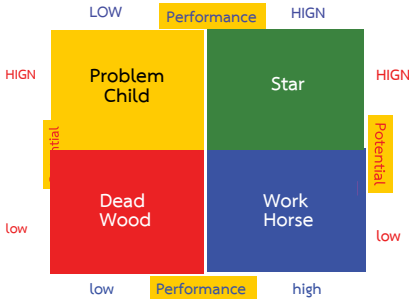 LOW Performance HIGN
HIGN Problem Child Star HIGN
Potential
low Dead Wood Work Horse low
low Performance high